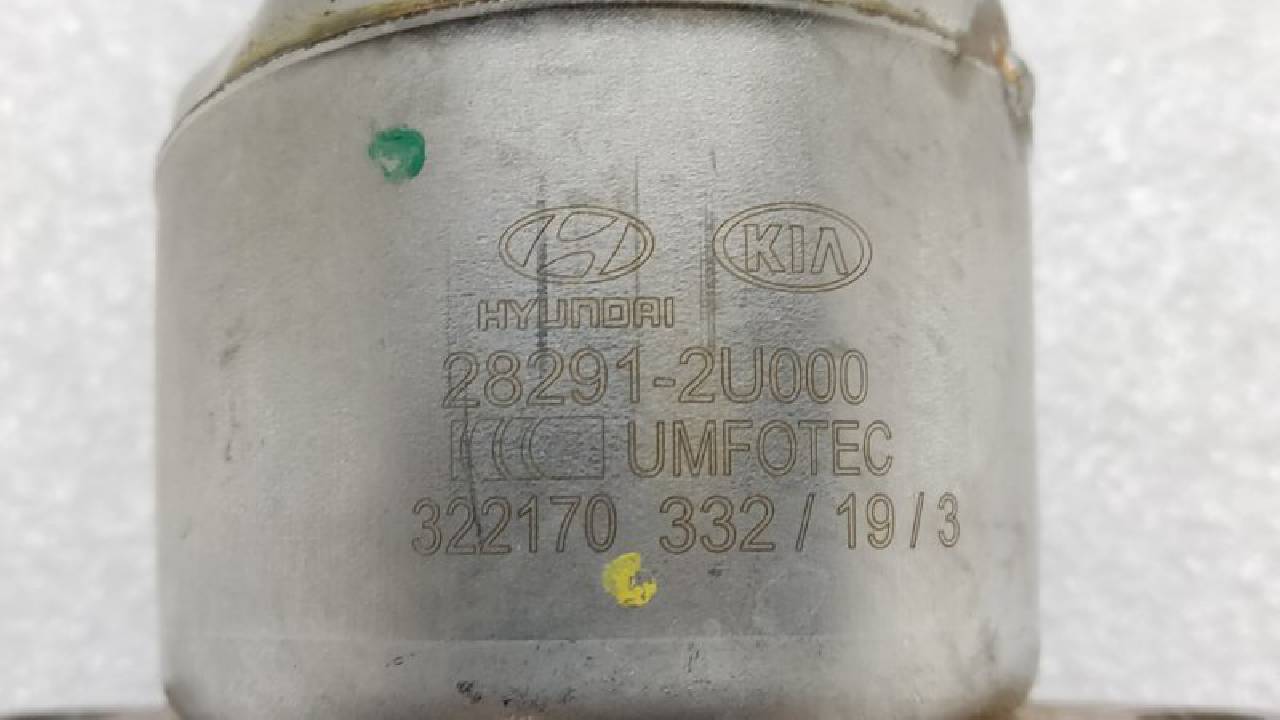 KIA
HYUNDAI
28291-2U000
UMFOTEC
322170 332 / 19 / 3